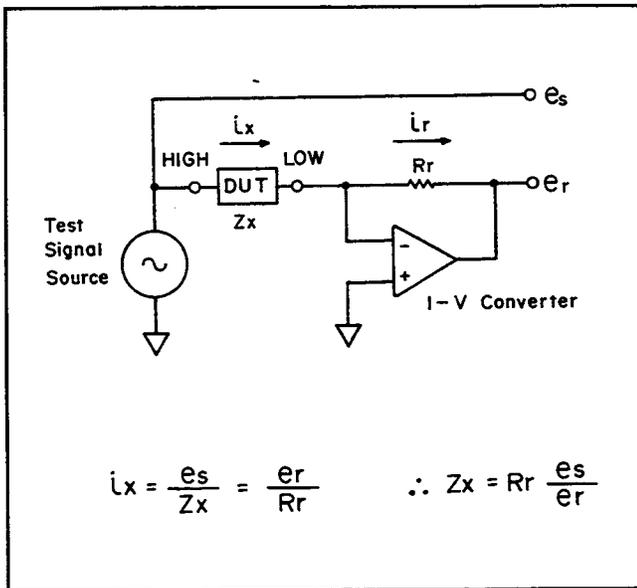 es
ix
ir
HIGH
DUT
LOW
Rr
er
Zx
Test
Signal
Source
-
+
I-V Converter
ix = es/Zx = er/Rr ∴ Zx = Rr es/er